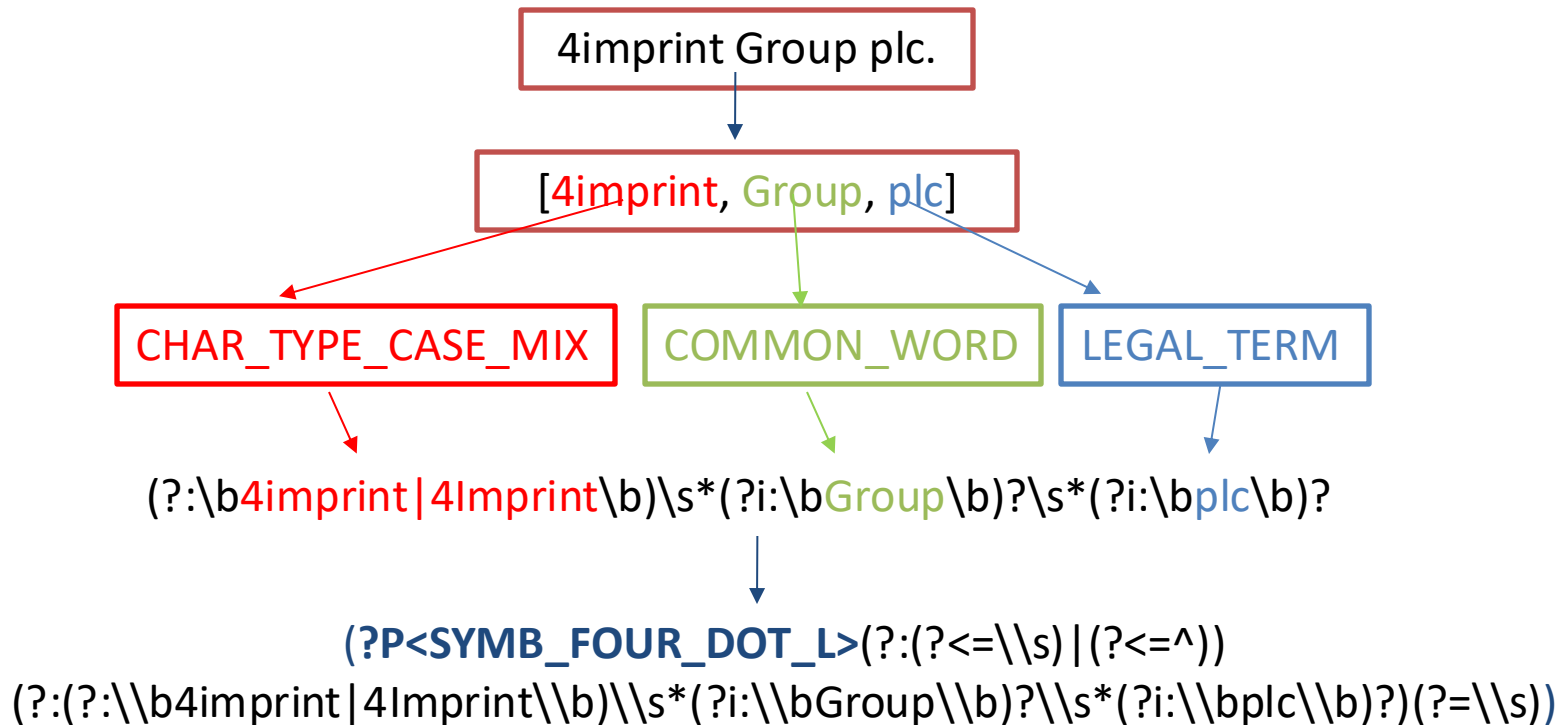 4imprint Group plc.
[4imprint, Group, plc]
CHAR_TYPE_CASE_MIX COMMON_WORD LEGAL_TERM
(?:\b4imprint|4Imprint\b)\s*(?i:\bGroup\b)?\s*(?i:\bplc\b)?
(?P<SYMB_FOUR_DOT_L>(?:(?<=\\s)|(?<=^))
(?:(?:\\b4imprint|4Imprint\\b)\\s*(?i:\\bGroup\\b)?\\s*(?i:\\bplc\\b)?)(?=\\s))